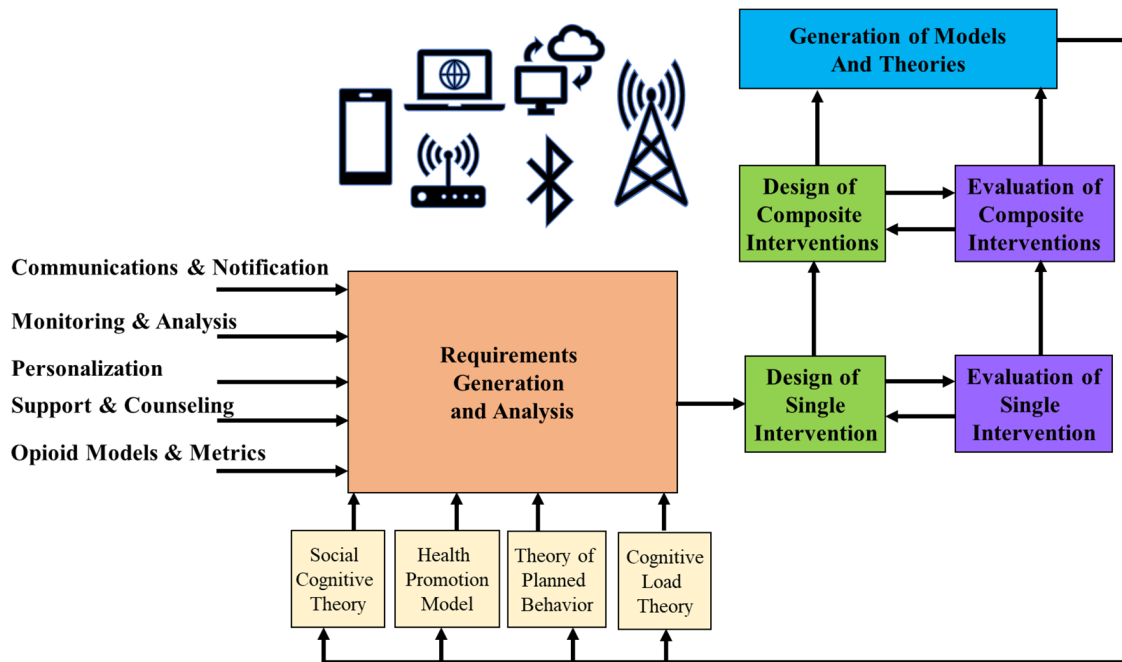 Generation of Models
And Theories
Design of
Composite
Interventions
Evaluation of
Composite
Interventions
Communications & Notification
Monitoring & Analysis
Personalization
Support & Counseling
Opioid Models & Metrics
Requirements
Generation
and Analysis
Design of
Single
Intervention
Evaluation of
Single
Intervention
Social
Cognitive
Theory
Health
Promotion
Model
Theory of
Planned
Behavior
Cognitive
Load
Theory